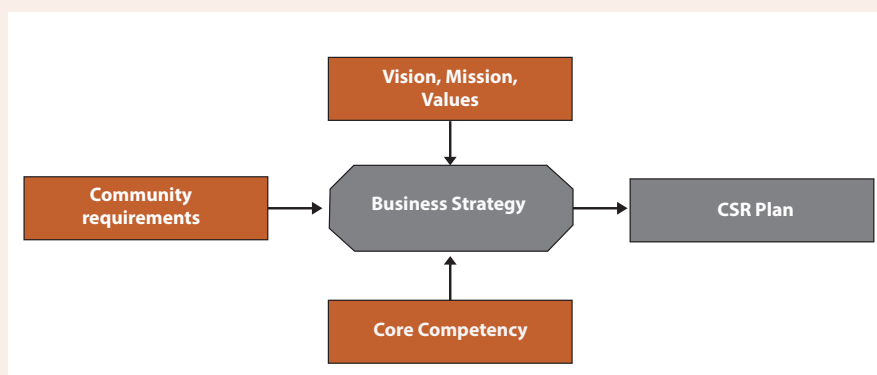 Vision, Mission,
Values
Community
requirements
Business Strategy
CSR Plan
Core Competency